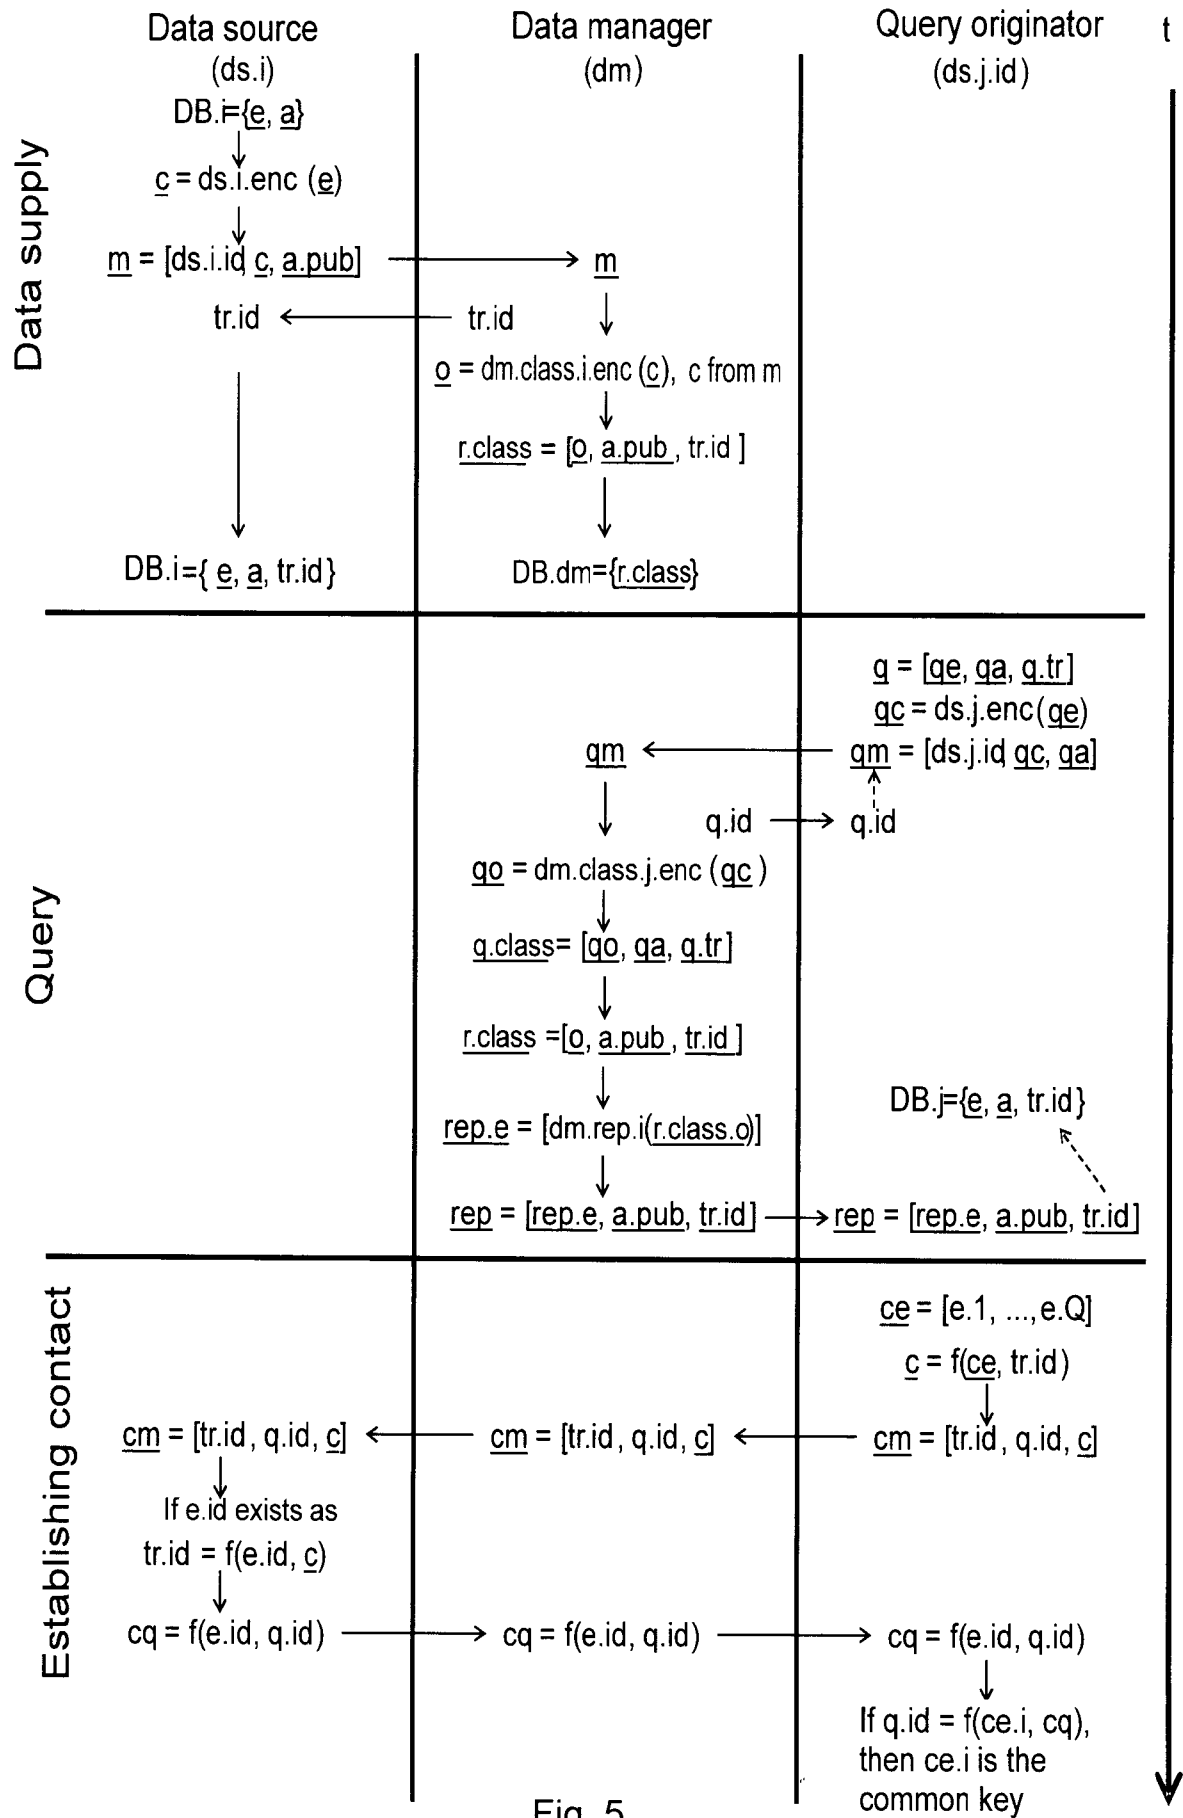 Data source
Data manager
Query originator
t
(ds.i)
(dm)
(ds.j.id)
Data supply
DB.i={e, a}
c = ds.i.enc (e)
m = [ds.i.id c, a.pub]
m
tr.id
tr.id
o = dm.class.i.enc (c), c from m
r.class = [o, a.pub , tr.id ]
DB.i={ e, a, tr.id}
DB.dm={r.class}
Query
q = [qe, qa, q.tr]
qc = ds.j.enc(qe)
qm
qm = [ds.j.id qc, qa]
q.id
q.id
qo = dm.class.j.enc (qc )
q.class= [qo, qa, q.tr]
r.class =[o, a.pub , tr.id ]
DB.j={e, a, tr.id}
rep.e = [dm.rep.i(r.class.o)]
rep = [rep.e, a.pub, tr.id]
rep = [rep.e, a.pub, tr.id]
Establishing contact
ce = [e.1, ...,e.Q]
c = f(ce, tr.id)
cm = [tr.id, q.id, c]
cm = [tr.id, q.id, c]
cm = [tr.id, q.id, c]
If e.id exists as
tr.id = f(e.id, c)
cq = f(e.id, q.id)
cq = f(e.id, q.id)
cq = f(e.id, q.id)
If q.id = f(ce.i, cq),
then ce.i is the
common key
Fig. 5